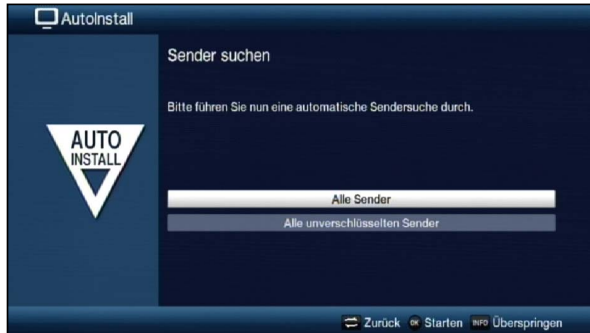 AutoInstall
Sender suchen
Bitte führen Sie nun eine automatische Sendersuche durch.
AUTO
INSTALL
Alle Sender
Alle unverschlüsselten Sender
Zurück OK Starten INFO Überspringen